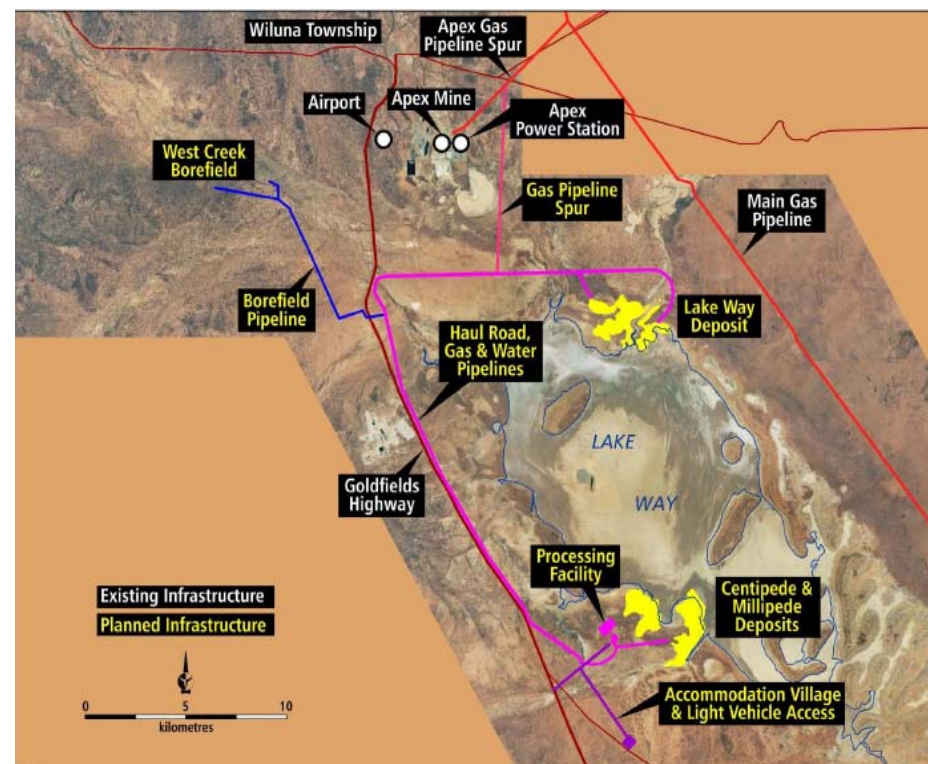 Wiluna Township
Apex Gas
Pipeline Spur
Airport
Apex Mine
Apex
Power Station
West Creek
Borefield
Gas Pipeline
Spur
Main Gas
Pipeline
Borefield
Pipeline
Lake Way
Deposit
Haul Road,
Gas & Water
Pipelines
LAKE
WAY
Goldfields
Highway
Processing
Facility
Centipede &
Millipede
Deposits
Existing Infrastructure
Planned Infrastructure
Accommodation Village
& Light Vehicle Access
0 5 10
kilometres